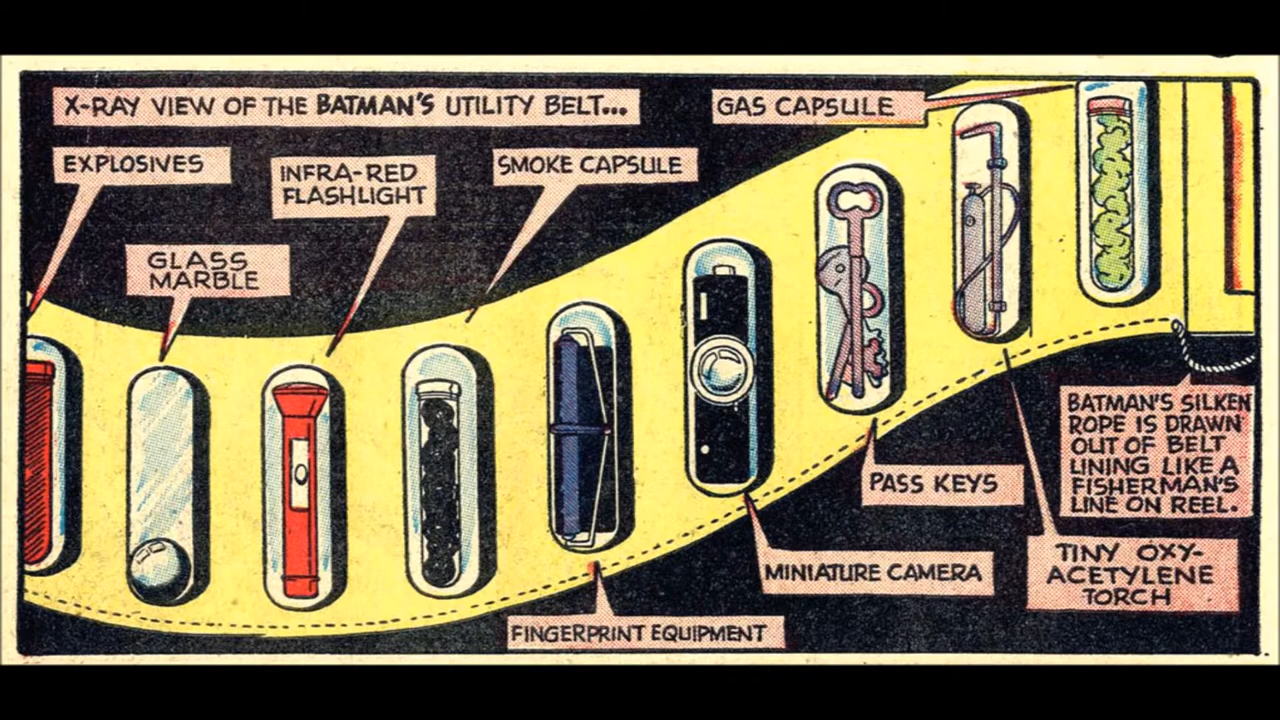 X-RAY VIEW OF THE BATMAN'S UTILITY BELT...
GAS CAPSULE
EXPLOSIVES
INFRA-RED
FLASHLIGHT
SMOKE CAPSULE
GLASS
MARBLE
BATMAN'S SILKEN
ROPE IS DRAWN
OUT OF BELT
LINING LIKE A
FISHERMAN'S
LINE ON REEL.
PASS KEYS
TINY OXY-
ACETYLENE
TORCH
MINIATURE CAMERA
FINGERPRINT EQUIPMENT